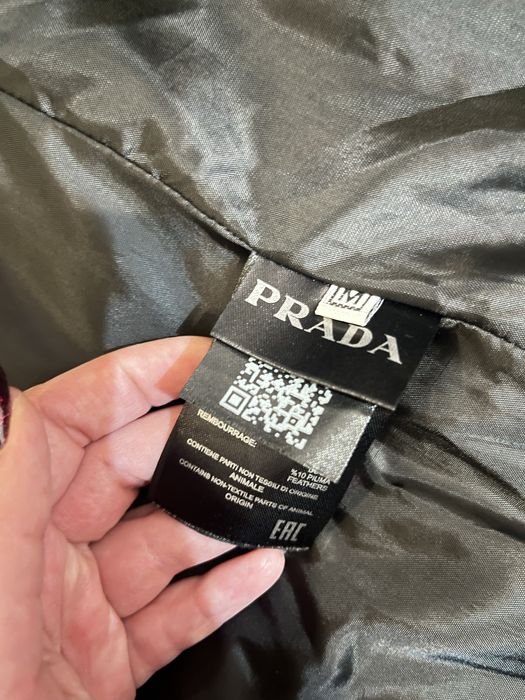 M
PRADA
REMBOURRAGE:
%10 PIUMA
FEATHERS
CONTIENE PARTI NON TESSILI DI ORIGINE
ANIMALE
CONTAINS NON-TEXTILE PARTS OF ANIMAL
ORIGIN
EAC